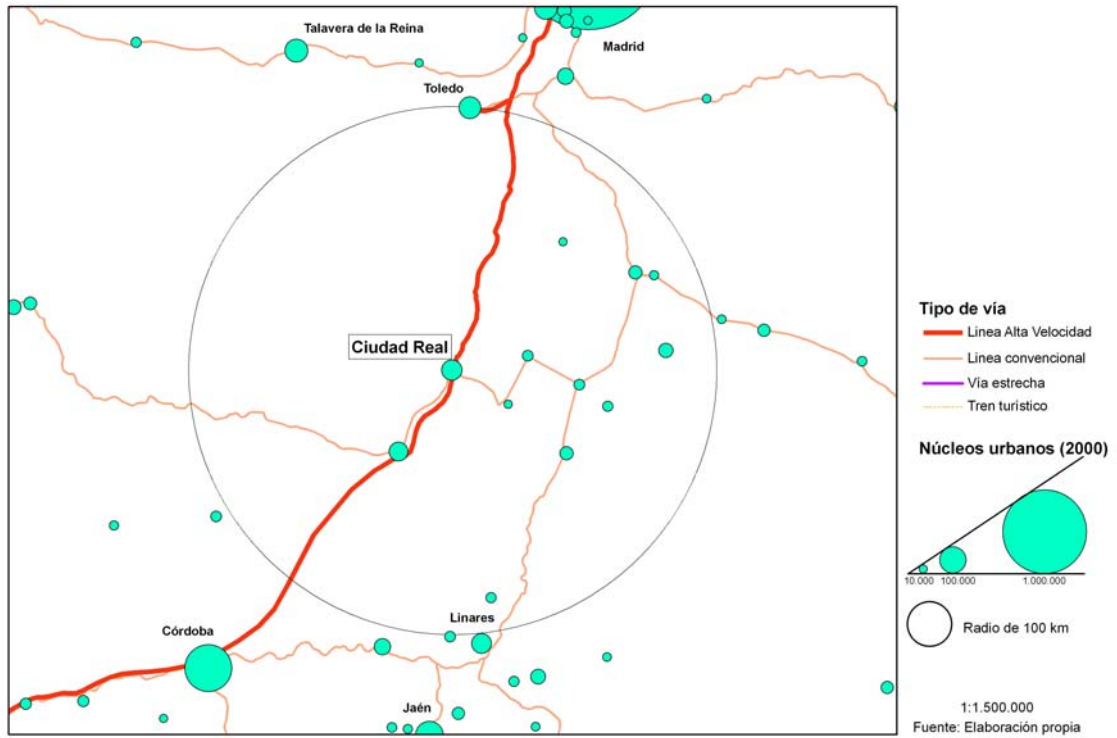 Talavera de la Reina
Madrid
Toledo
Ciudad Real
Linares
Córdoba
Jaén
Tipo de vía
Linea Alta Velocidad
Linea convencional
Vía estrecha
Tren turistico
Núcleos urbanos (2000)
10.000 100.000 1.000.000
Radio de 100 km
1:1.500.000
Fuente: Elaboración propia